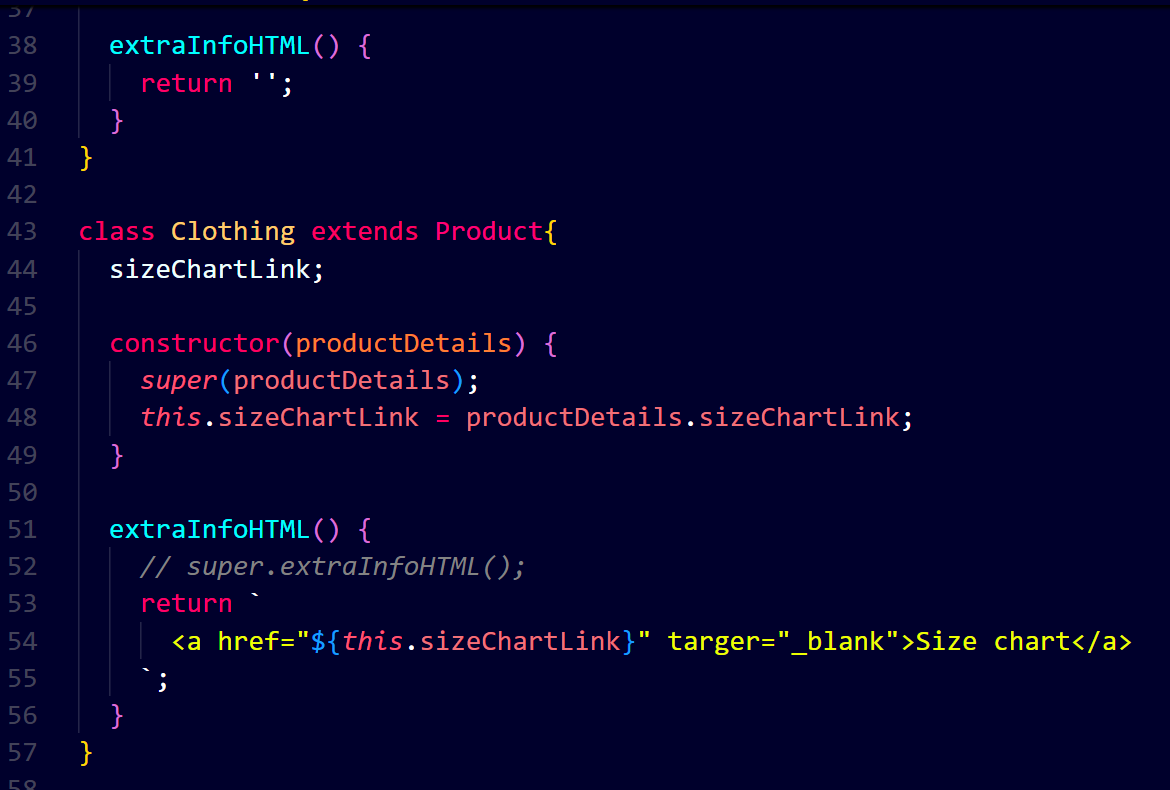 37
38 extraInfoHTML() {
39 return '';
40 }
41 }
42
43 class Clothing extends Product{
44 sizeChartLink;
45
46 constructor(productDetails) {
47 super(productDetails);
48 this.sizeChartLink = productDetails.sizeChartLink;
49 }
50
51 extraInfoHTML() {
52 // super.extraInfoHTML();
53 return `
54 <a href="${this.sizeChartLink}" targer="_blank">Size chart</a>
55 `;
56 }
57 }
58